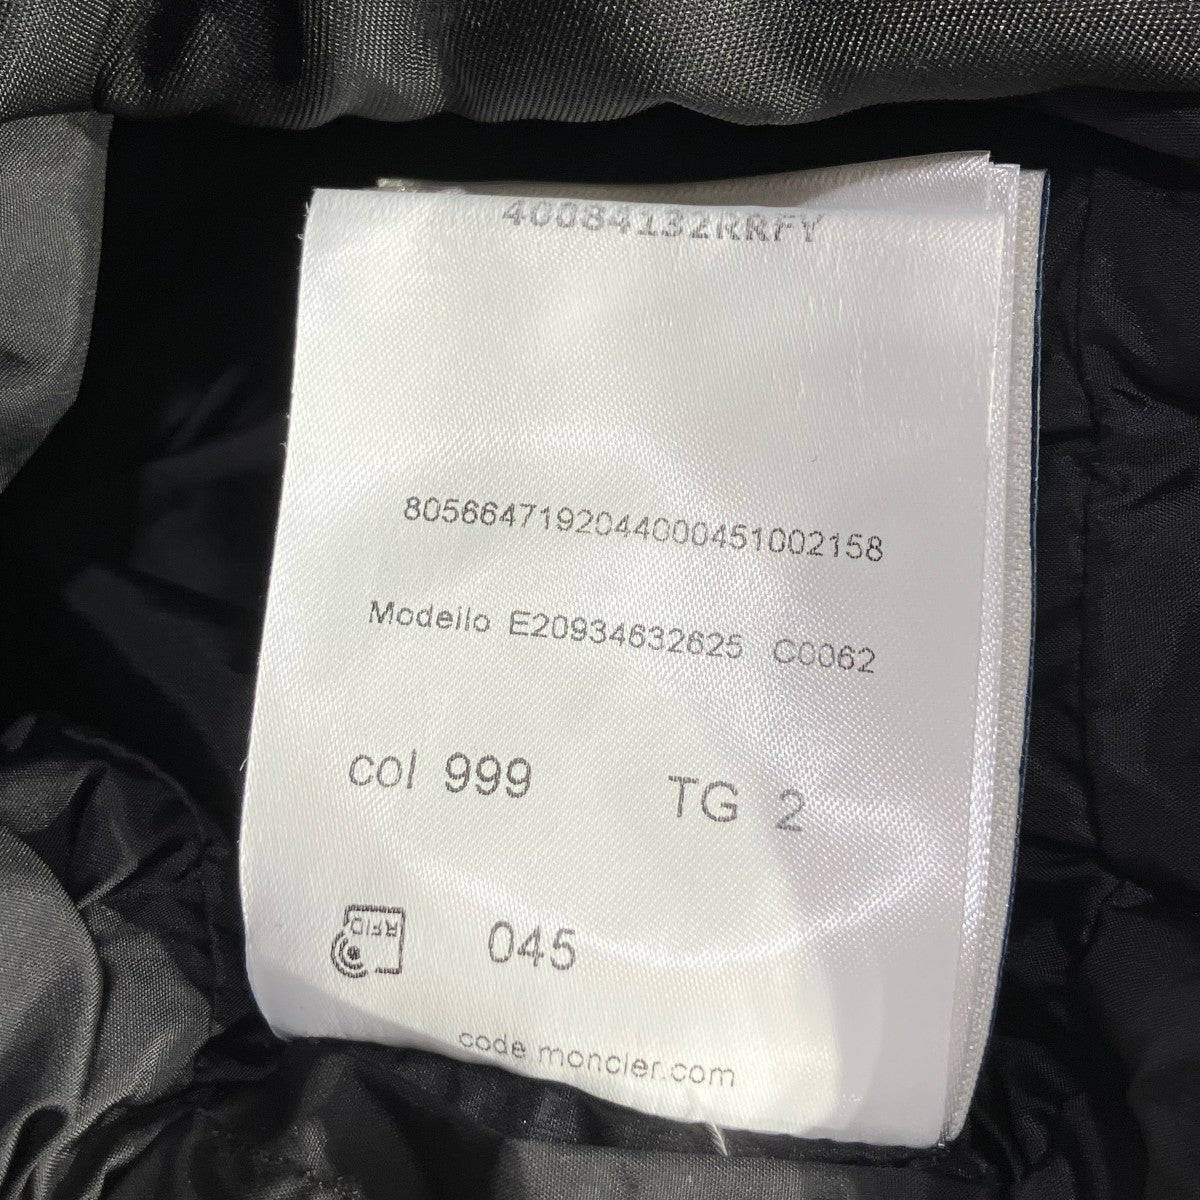 40084132RRFY
8056647192044000451002158
Modello E20934632625 C0062
col 999 TG 2
RFID 045
code.moncler.com